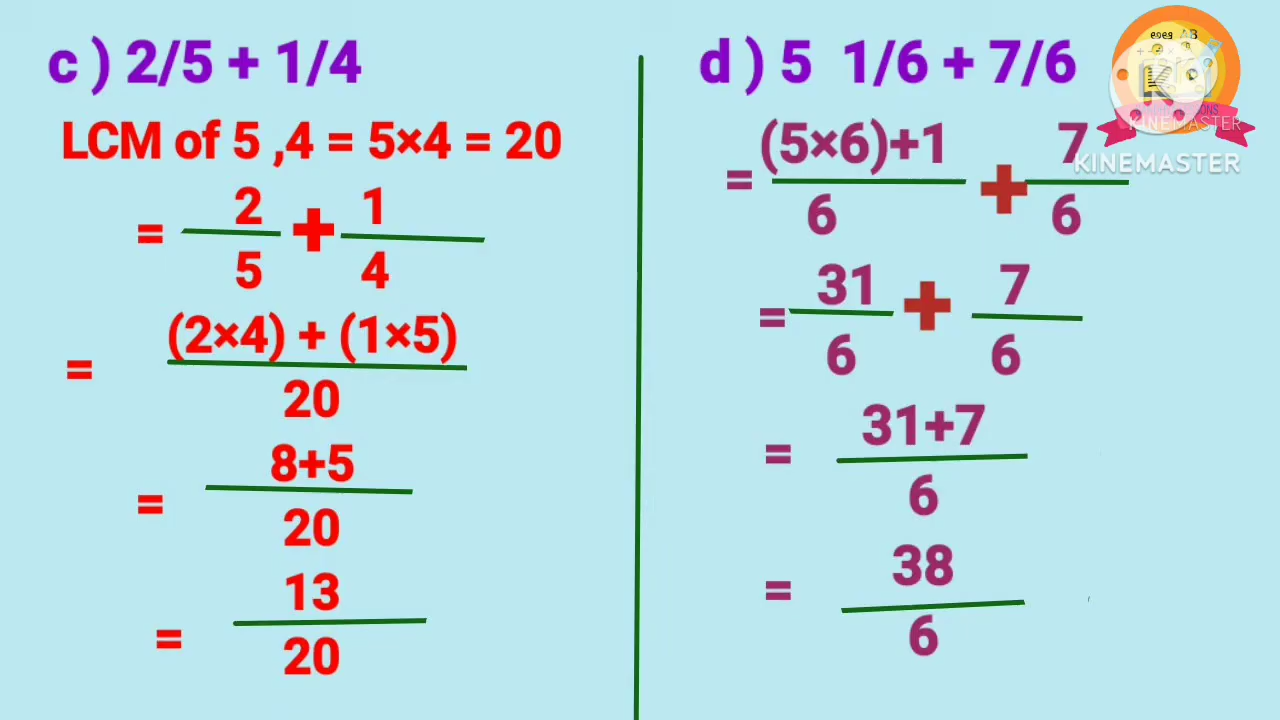 c ) 2/5 + 1/4
LCM of 5 ,4 = 5×4 = 20
= 2/5 + 1/4
= (2×4) + (1×5)
20
= 8+5
20
= 13
20
d ) 5 1/6 + 7/6
= (5×6)+1
6
+ 7
6
= 31/6 + 7/6
= 31+7
6
= 38
6
KINEMASTER
KINEMASTER